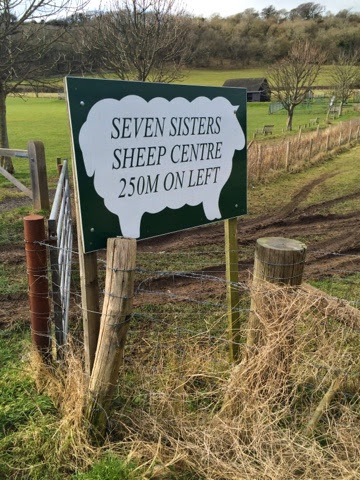 SEVEN SISTERS
SHEEP CENTRE
250M ON LEFT